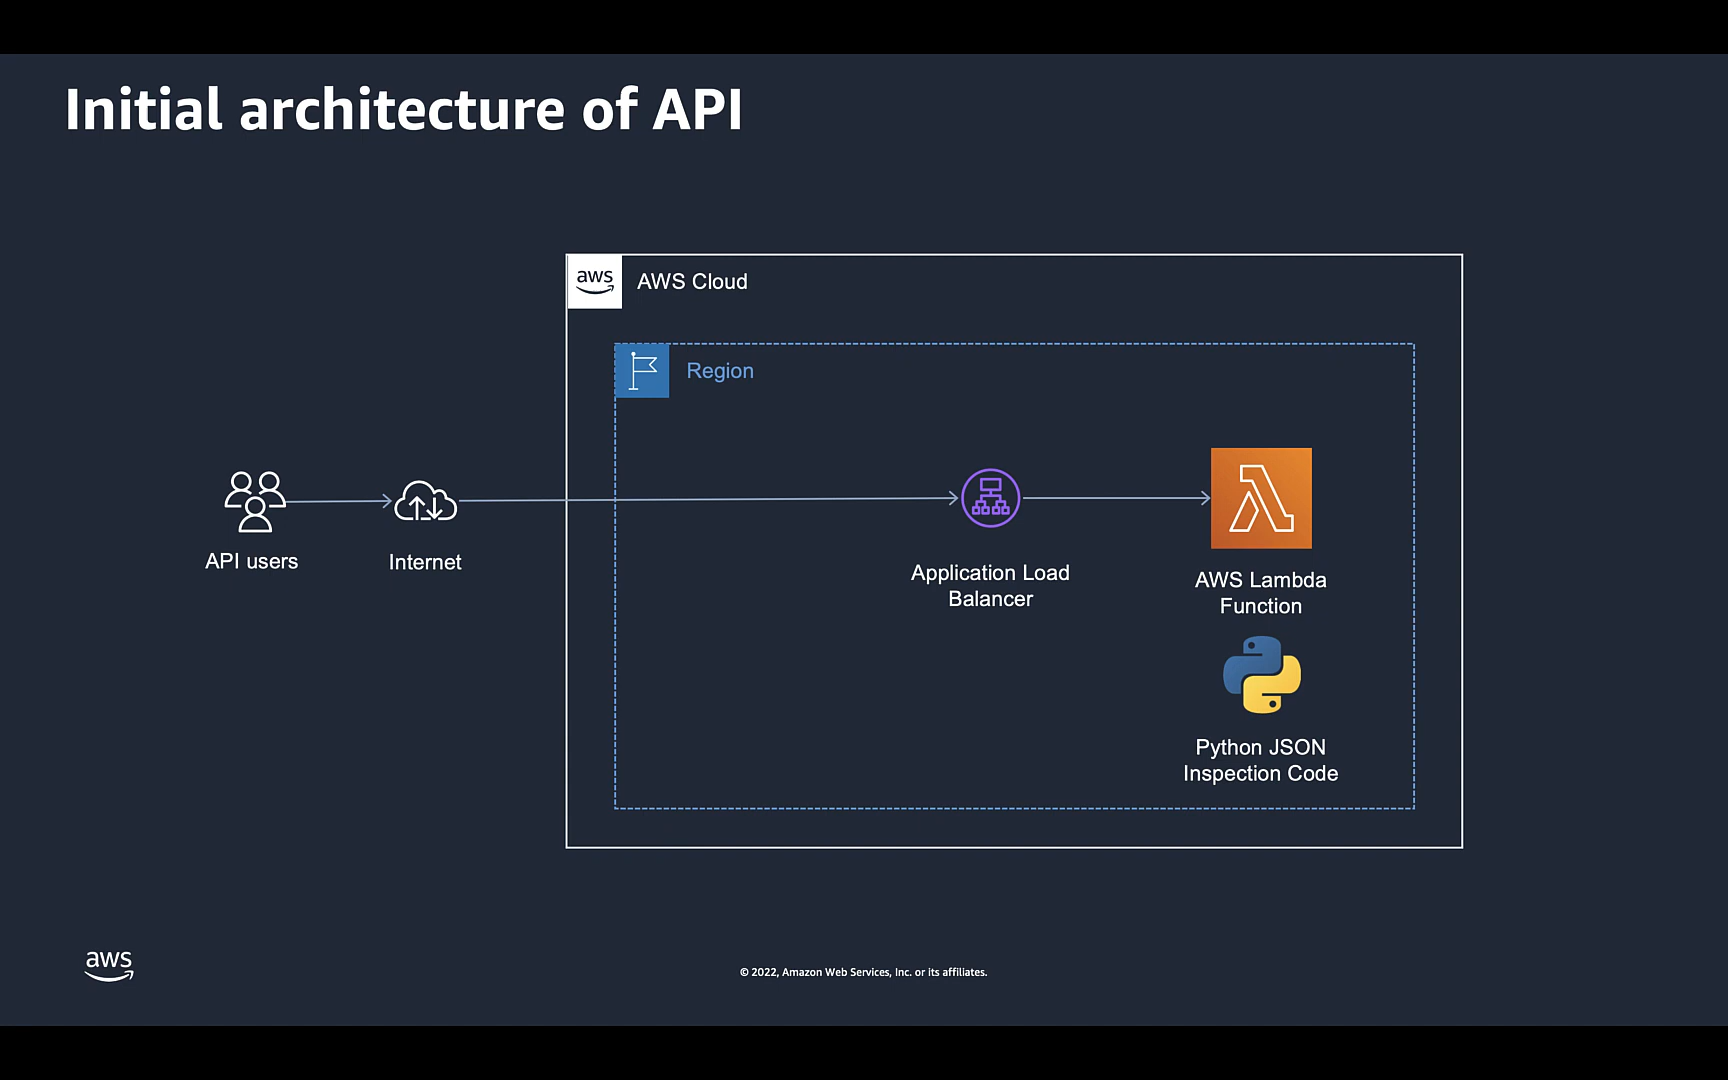 Initial architecture of API
aws
AWS Cloud
Region
API users
Internet
Application Load
Balancer
AWS Lambda
Function
Python JSON
Inspection Code
aws
© 2022, Amazon Web Services, Inc. or its affiliates.